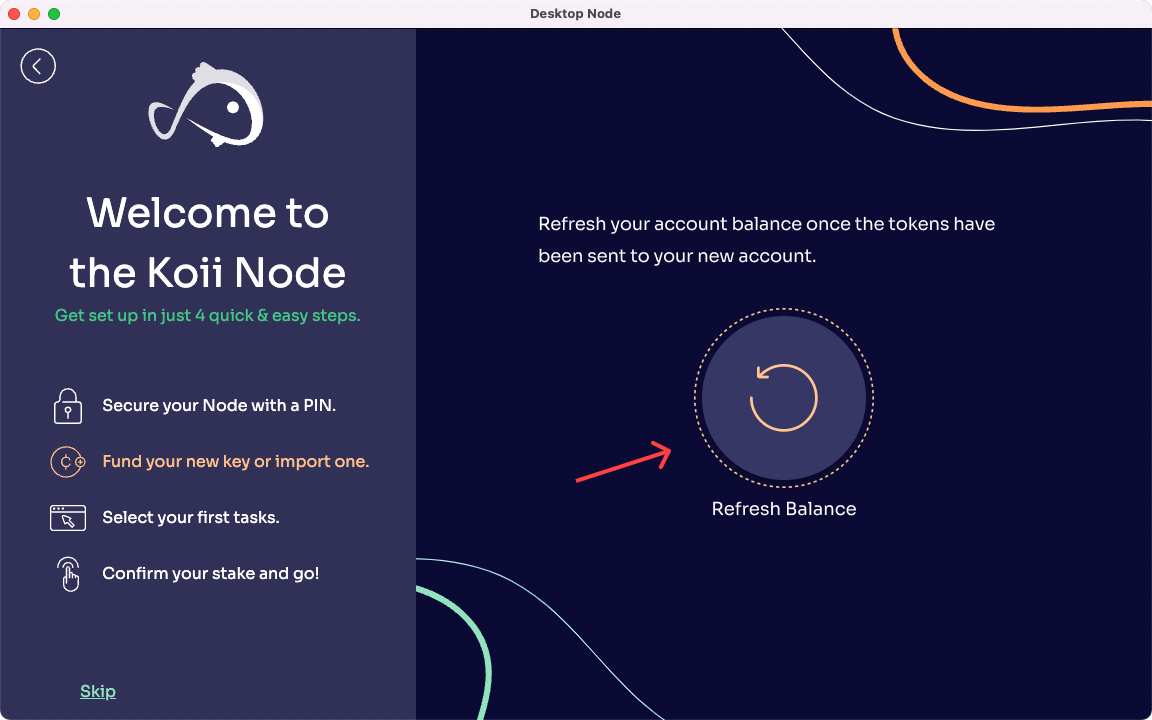 Desktop Node
Welcome to
the Koii Node
Get set up in just 4 quick & easy steps.
Secure your Node with a PIN.
Fund your new key or import one.
Select your first tasks.
Confirm your stake and go!
Skip
Refresh your account balance once the tokens have
been sent to your new account.
Refresh Balance